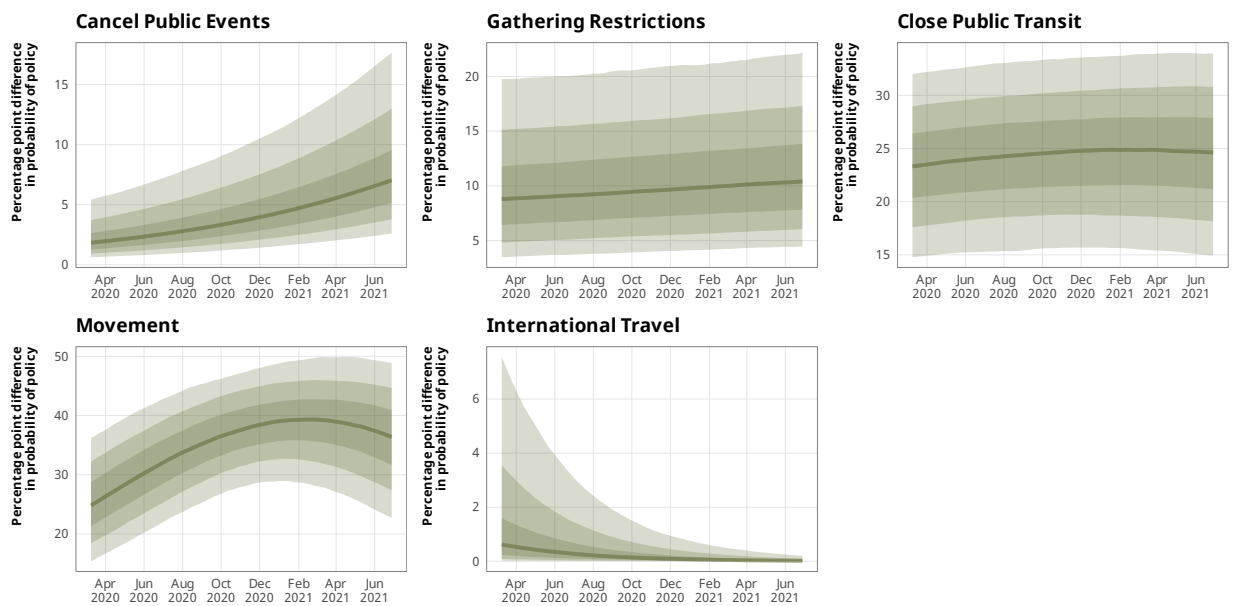 Cancel Public Events
Gathering Restrictions
Close Public Transit
Percentage point difference
in probability of policy
15
10
5
0
Apr Jun Aug Oct Dec Feb Apr Jun
2020 2020 2020 2020 2020 2021 2021 2021
Percentage point difference
in probability of policy
20
15
10
5
Apr Jun Aug Oct Dec Feb Apr Jun
2020 2020 2020 2020 2020 2021 2021 2021
Percentage point difference
in probability of policy
30
25
20
15
Apr Jun Aug Oct Dec Feb Apr Jun
2020 2020 2020 2020 2020 2021 2021 2021
Movement
International Travel
Percentage point difference
in probability of policy
50
40
30
20
Apr Jun Aug Oct Dec Feb Apr Jun
2020 2020 2020 2020 2020 2021 2021 2021
Percentage point difference
in probability of policy
6
4
2
0
Apr Jun Aug Oct Dec Feb Apr Jun
2020 2020 2020 2020 2020 2021 2021 2021